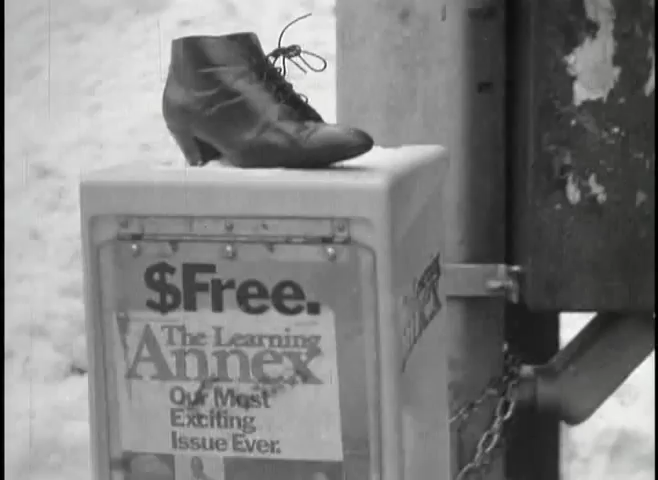 $Free.
The Learning
Annex
Our Most
Exciting
Issue Ever.